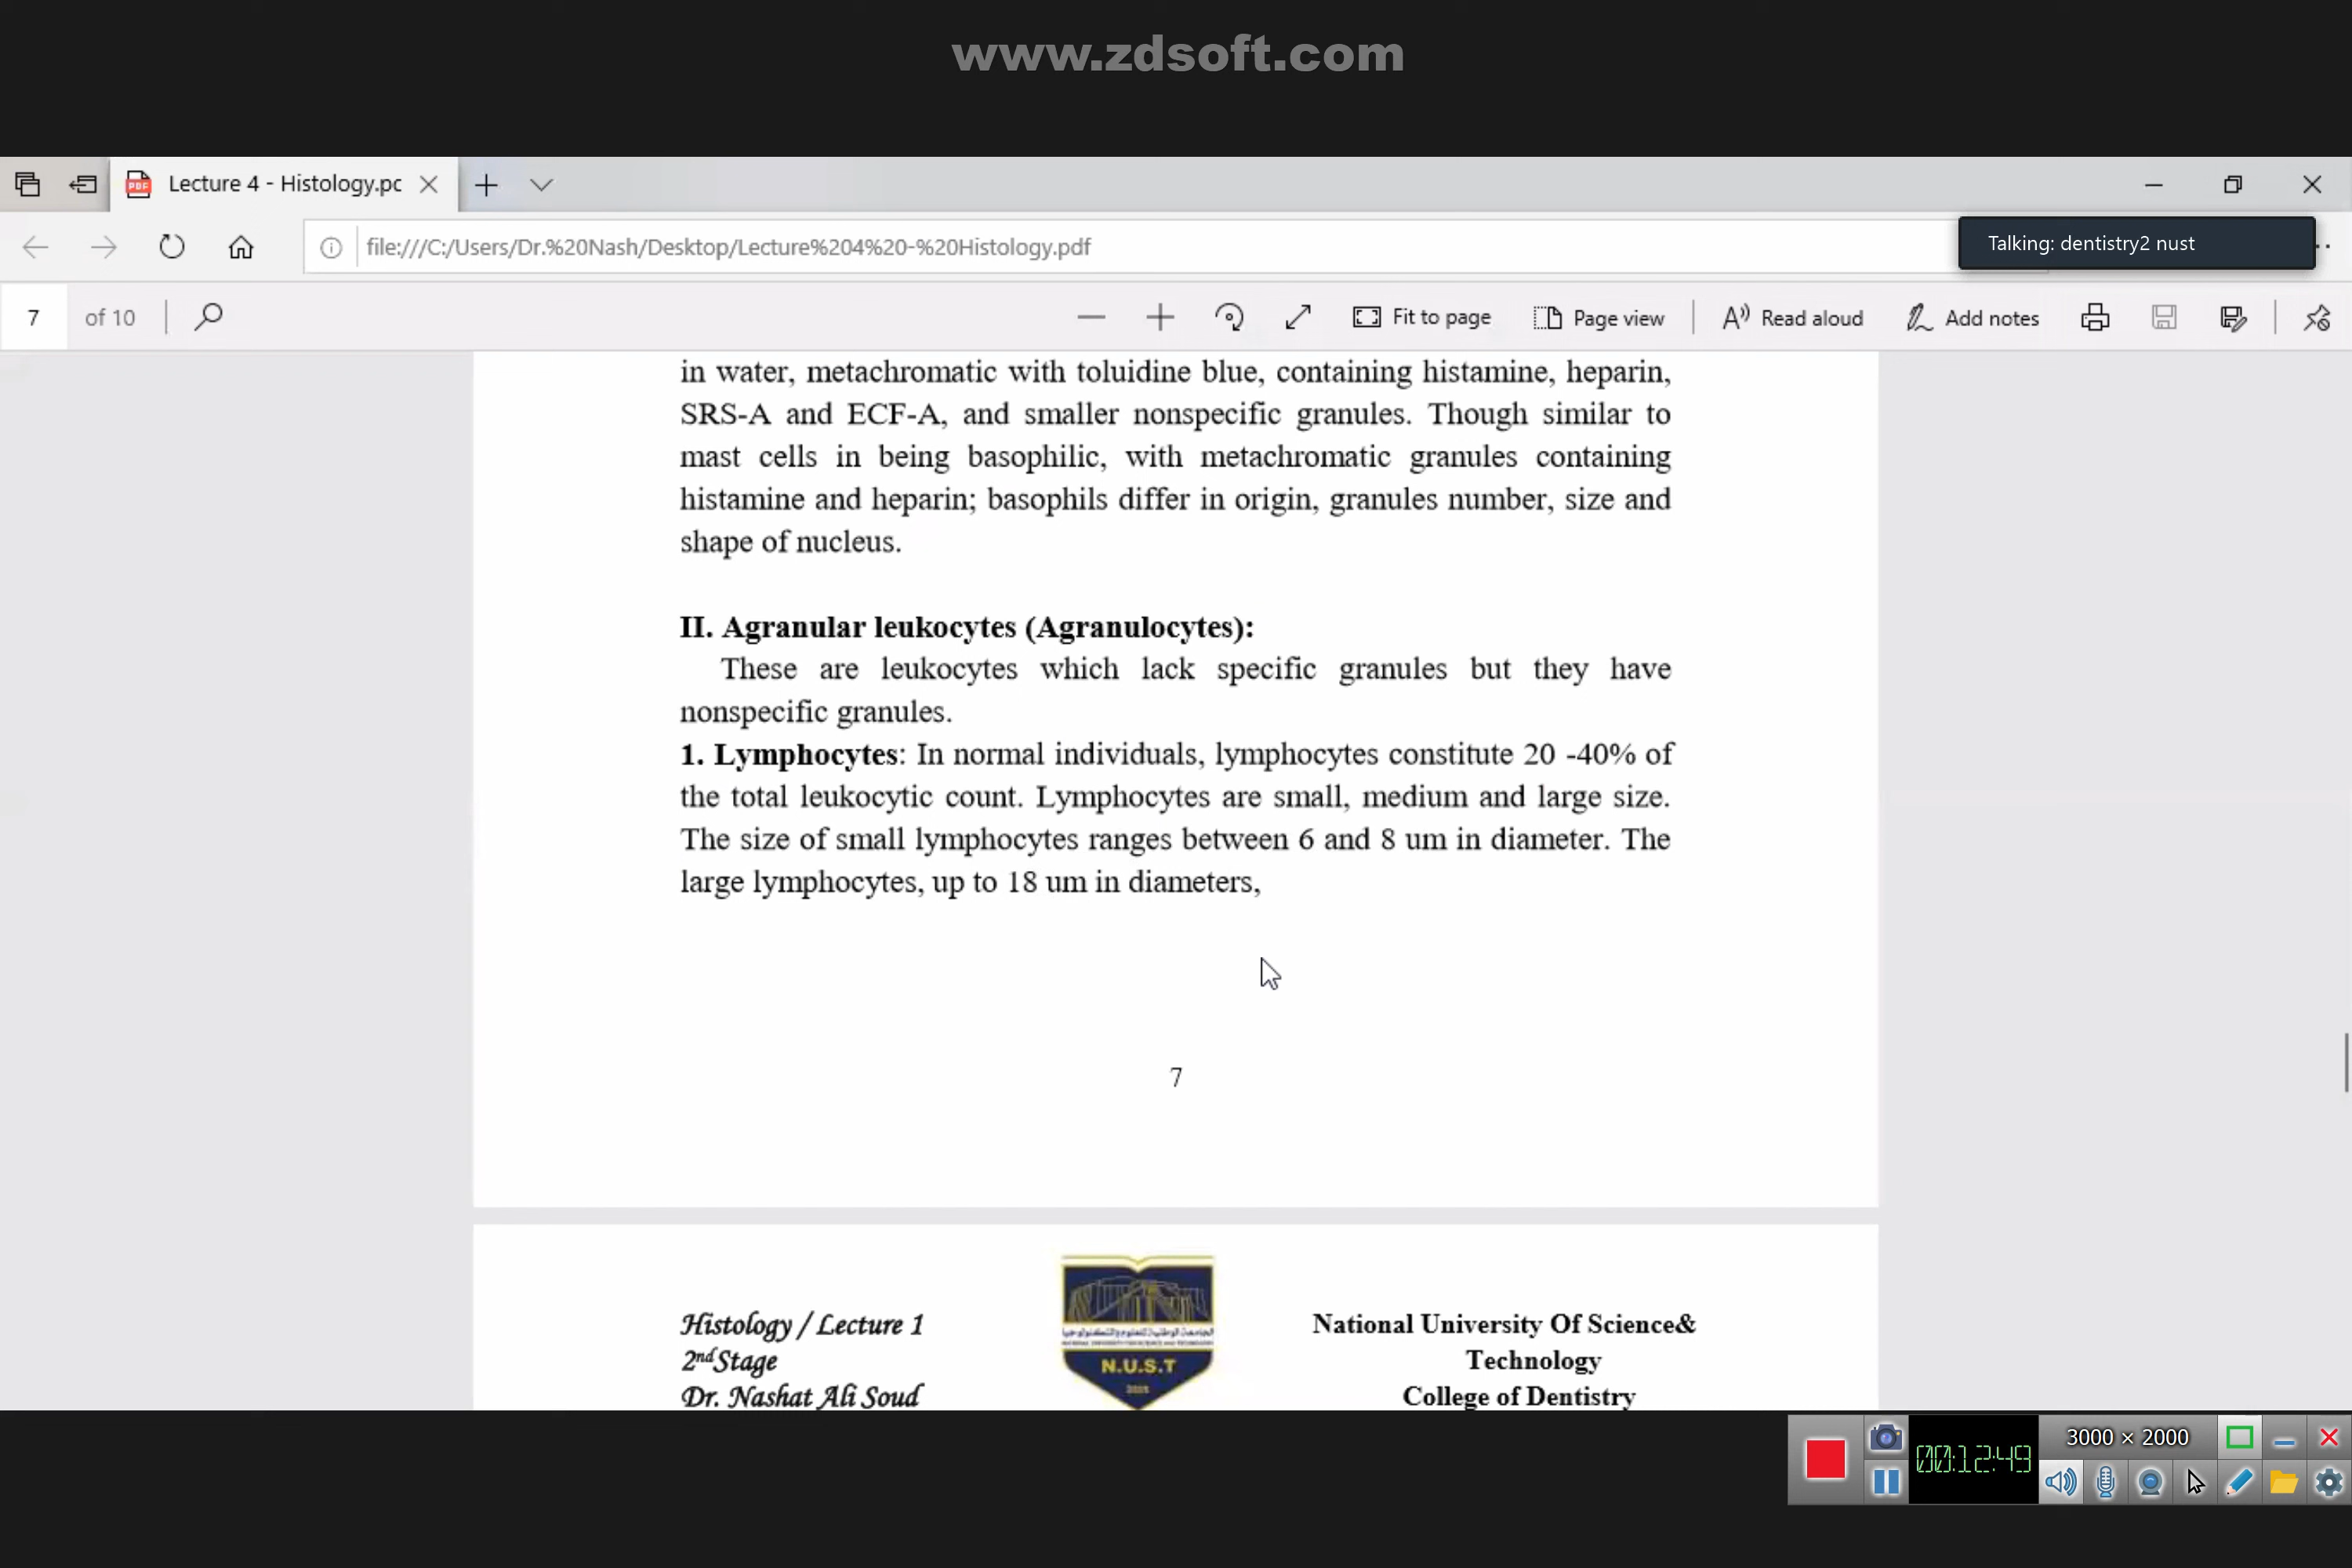 www.zdsoft.com
Lecture 4 - Histology.pc
file:///C:/Users/Dr.%20Nash/Desktop/Lecture%204%20-%20Histology.pdf
Talking: dentistry2 nust
7 of 10
Fit to page
Page view
Read aloud
Add notes
in water, metachromatic with toluidine blue, containing histamine, heparin,
SRS-A and ECF-A, and smaller nonspecific granules. Though similar to
mast cells in being basophilic, with metachromatic granules containing
histamine and heparin; basophils differ in origin, granules number, size and
shape of nucleus.
II. Agranular leukocytes (Agranulocytes):
These are leukocytes which lack specific granules but they have
nonspecific granules.
1. Lymphocytes: In normal individuals, lymphocytes constitute 20 -40% of
the total leukocytic count. Lymphocytes are small, medium and large size.
The size of small lymphocytes ranges between 6 and 8 um in diameter. The
large lymphocytes, up to 18 um in diameters,
7
Histology / Lecture 1
2nd Stage
Dr. Nashat Ali Soud
N.U.S.T
National University Of Science&
Technology
College of Dentistry
3000 × 2000
00:12:49